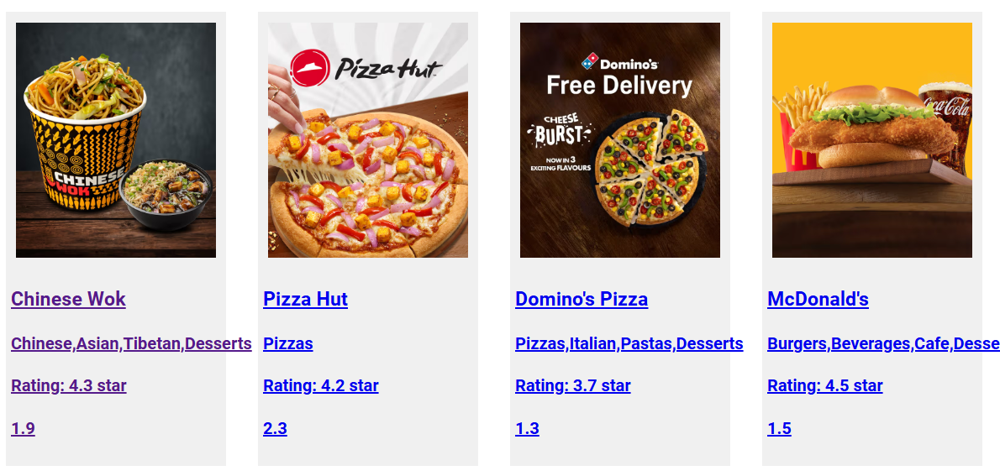 CHINESE
WOK
Pizza Hut
Domino's
Free Delivery
CHEESE
BURST
NOW IN 3
EXCITING FLAVOURS
Coca-Cola
Chinese Wok
Chinese,Asian,Tibetan,Desserts
Rating: 4.3 star
1.9
Pizza Hut
Pizzas
Rating: 4.2 star
2.3
Domino's Pizza
Pizzas,Italian,Pastas,Desserts
Rating: 3.7 star
1.3
McDonald's
Burgers,Beverages,Cafe,Desse
Rating: 4.5 star
1.5